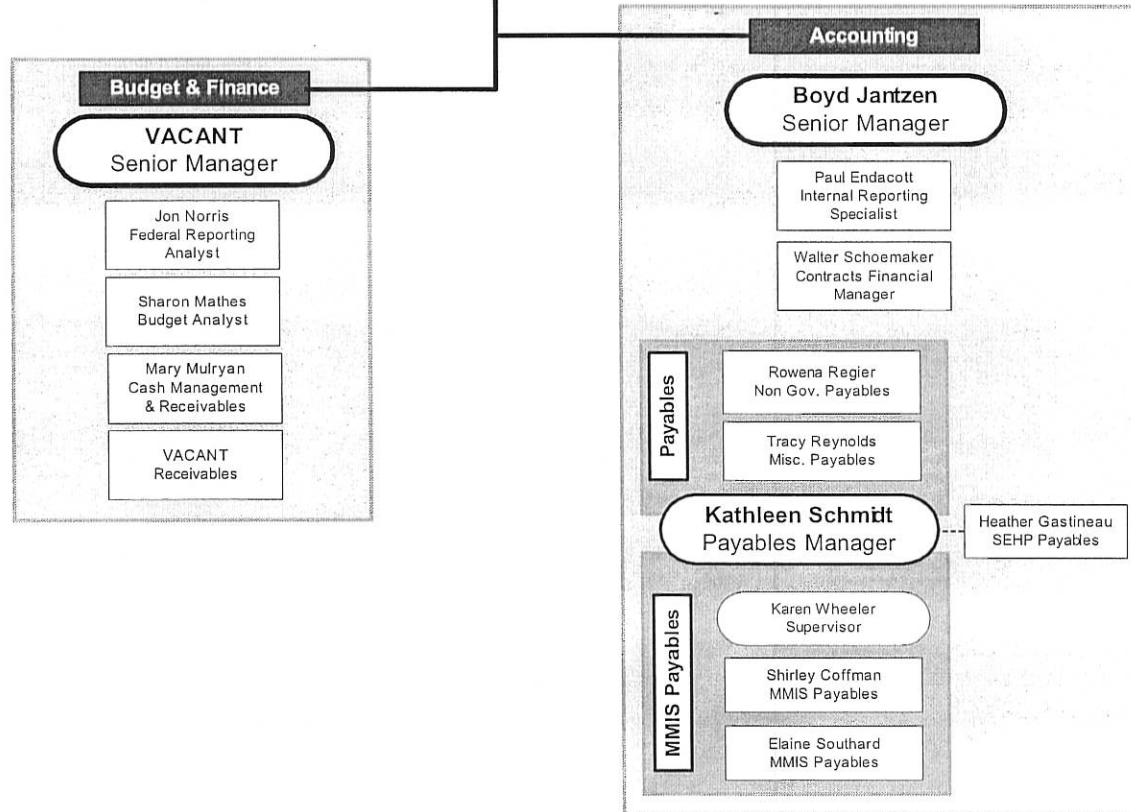 Budget & Finance
VACANT
Senior Manager
Jon Norris
Federal Reporting
Analyst
Sharon Mathes
Budget Analyst
Mary Mulryan
Cash Management
& Receivables
VACANT
Receivables
Accounting
Boyd Jantzen
Senior Manager
Paul Endacott
Internal Reporting
Specialist
Walter Schoemaker
Contracts Financial
Manager
Payables
Rowena Regier
Non Gov. Payables
Tracy Reynolds
Misc. Payables
Kathleen Schmidt
Payables Manager
Heather Gastineau
SEHP Payables
MMIS Payables
Karen Wheeler
Supervisor
Shirley Coffman
MMIS Payables
Elaine Southard
MMIS Payables